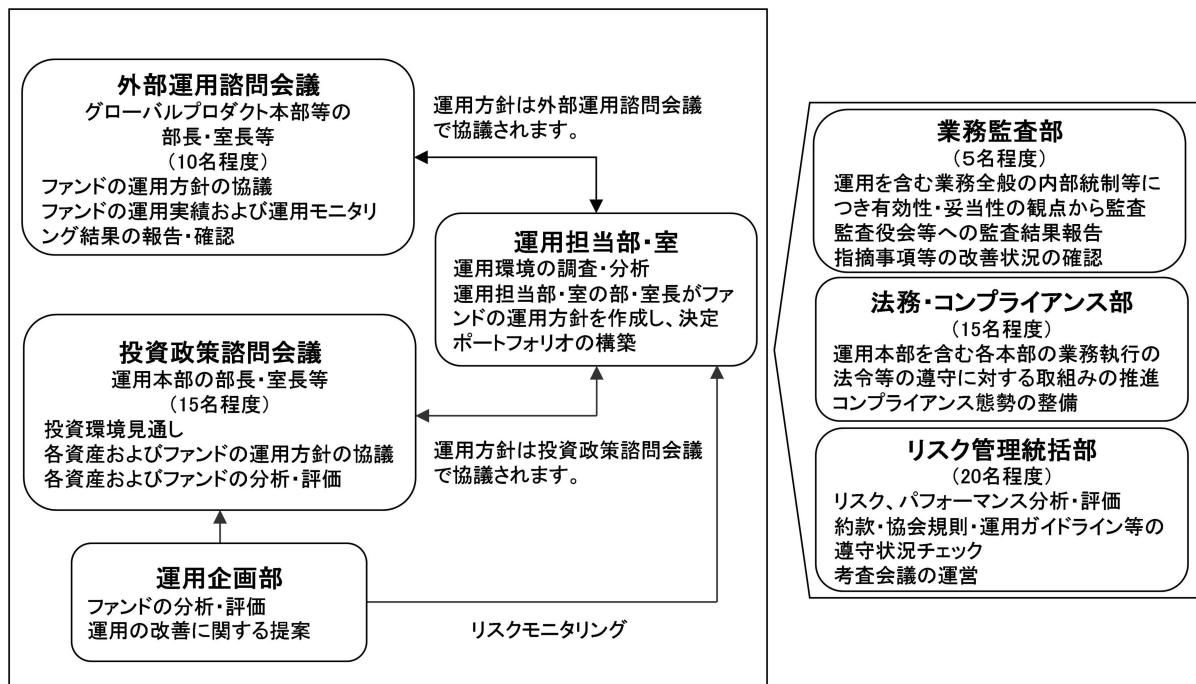 外部運用諮問会議
グローバルプロダクト本部等の
部長・室長等
（10名程度）
ファンドの運用方針の協議
ファンドの運用実績および運用モニタリ
ング結果の報告・確認
運用方針は外部運用諮問会議
で協議されます。
運用担当部・室
運用環境の調査・分析
運用担当部・室の部・室長がファ
ンドの運用方針を作成し、決定
ポートフォリオの構築
投資政策諮問会議
運用本部の部長・室長等
（15名程度）
投資環境見通し
各資産およびファンドの運用方針の協議
各資産およびファンドの分析・評価
運用方針は投資政策諮問会議
で協議されます。
運用企画部
ファンドの分析・評価
運用の改善に関する提案
リスクモニタリング
業務監査部
（5名程度）
運用を含む業務全般の内部統制等に
つき有効性・妥当性の観点から監査
監査役会等への監査結果報告
指摘事項等の改善状況の確認
法務・コンプライアンス部
（15名程度）
運用本部を含む各本部の業務執行の
法令等の遵守に対する取組みの推進
コンプライアンス態勢の整備
リスク管理統括部
（20名程度）
リスク、パフォーマンス分析・評価
約款・協会規則・運用ガイドライン等の
遵守状況チェック
考査会議の運営